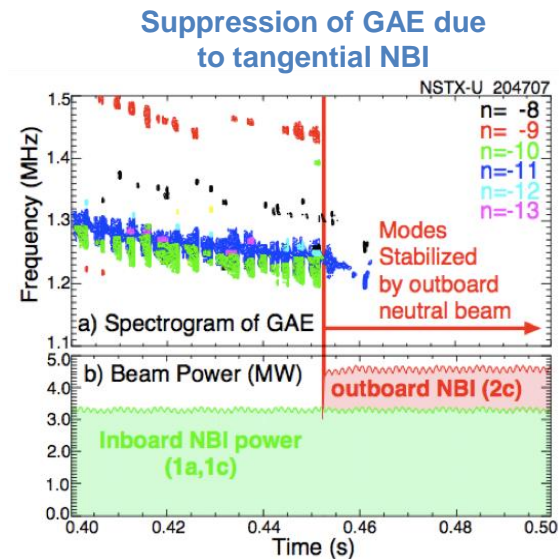 Suppression of GAE due
to tangential NBI
NSTX-U 204707
1.5
1.4
1.3
1.2
1.1
Frequency (MHz)
n= -8
n= -9
n=-10
n=-11
n=-12
n=-13
Modes
Stabilized
by outboard
neutral beam
a) Spectrogram of GAE
5.0
4.0
3.0
2.0
1.0
0.0
b) Beam Power (MW)
outboard NBI (2c)
Inboard NBI power
(1a,1c)
0.40 0.42 0.44 0.46 0.48 0.50
Time (s)